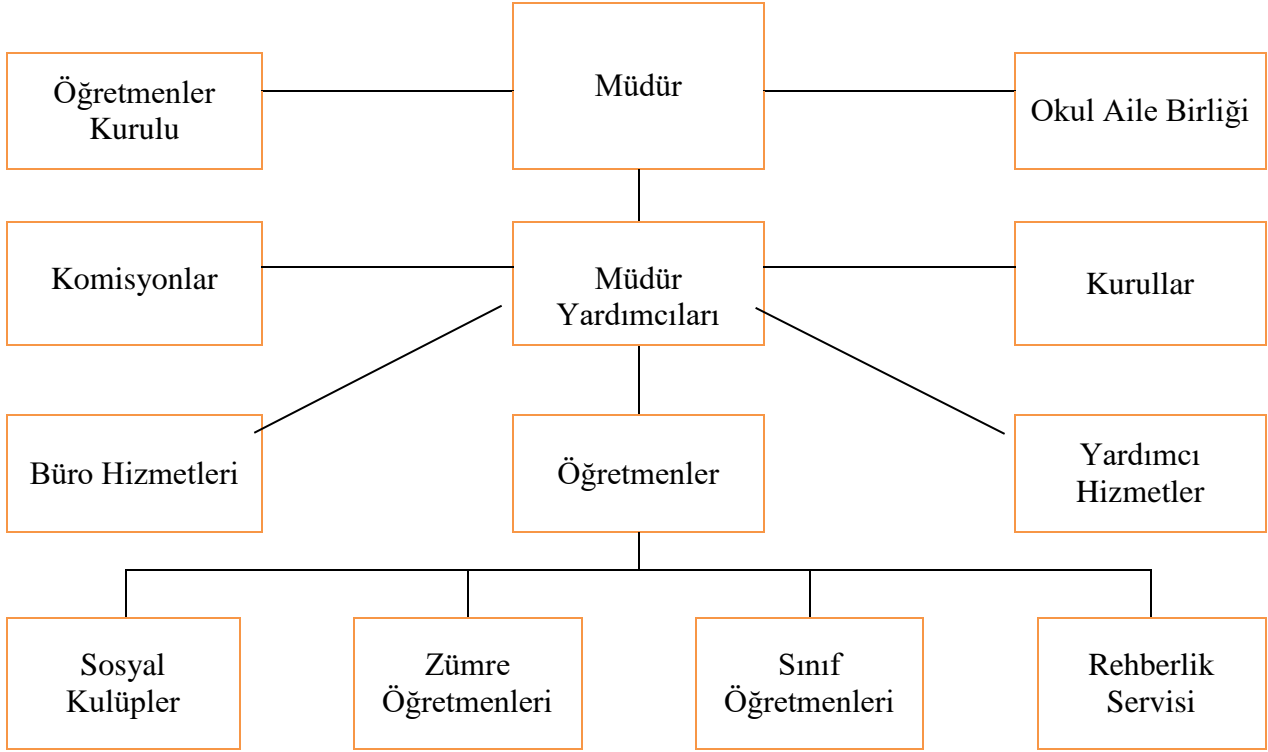 Öğretmenler
Kurulu
Müdür
Okul Aile Birliği
Komisyonlar
Müdür
Yardımcıları
Kurullar
Büro Hizmetleri
Öğretmenler
Yardımcı
Hizmetler
Sosyal
Kulüpler
Zümre
Öğretmenleri
Sınıf
Öğretmenleri
Rehberlik
Servisi